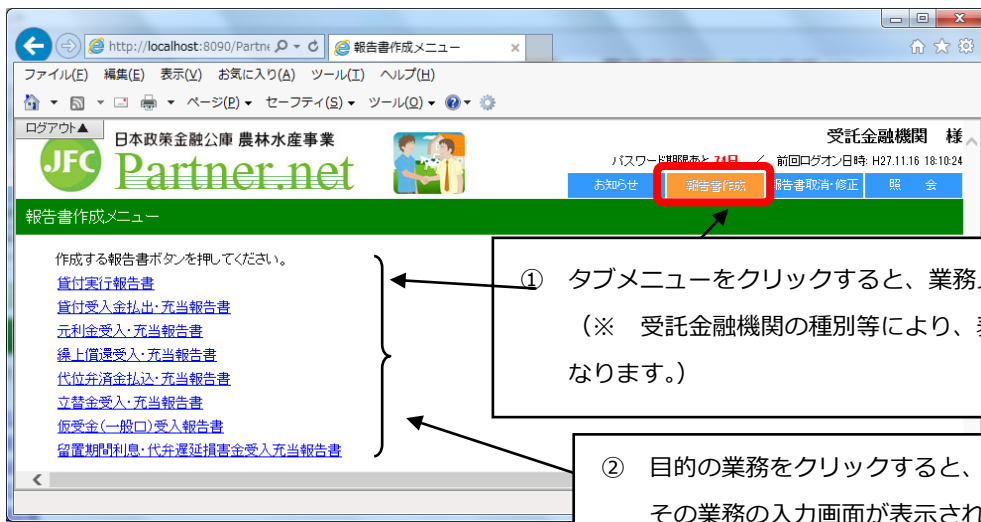 http://localhost:8090/Partne
報告書作成メニュー
ファイル(F) 編集(E) 表示(V) お気に入り(A) ツール(T) ヘルプ(H)
ページ(P) セーフティ(S) ツール(O)
ログアウト▲
JFC
日本政策金融公庫 農林水産事業
Partner.net
受託金融機関 様
パスワード期限あと 74日 / 前回ログオン日時: H27.11.16 18:10:24
お知らせ 報告書作成 報告書取消・修正 照 会
報告書作成メニュー
作成する報告書ボタンを押してください。
貸付実行報告書
貸付受入金払出・充当報告書
元利金受入・充当報告書
繰上償還受入・充当報告書
代位弁済金払込・充当報告書
立替金受入・充当報告書
仮受金(一般口)受入報告書
留置期間利息・代弁遅延損害金受入充当報告書
① タブメニューをクリックすると、業務
(※ 受託金融機関の種別等により、
なります。)
② 目的の業務をクリックすると、
その業務の入力画面が表示され